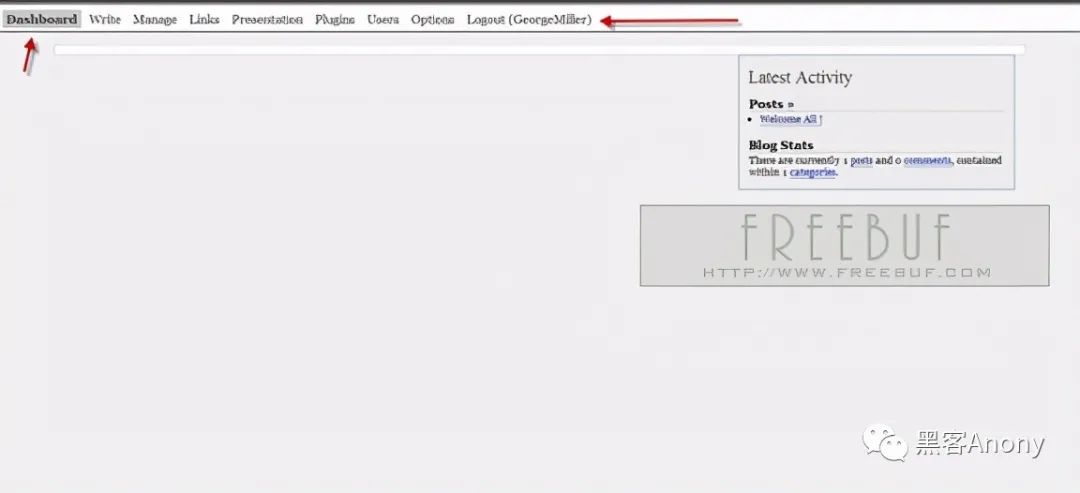 Dashboard Write Manage Links Presentation Plugins Users Options Logout (GeorgeMiller)
Latest Activity
Posts »
Welcome All !
Blog Stats
There are currently 1 posts and 0 comments, contained
within 1 categories.
FREEBUF
HTTP://WWW.FREEBUF.COM
黑客Anony